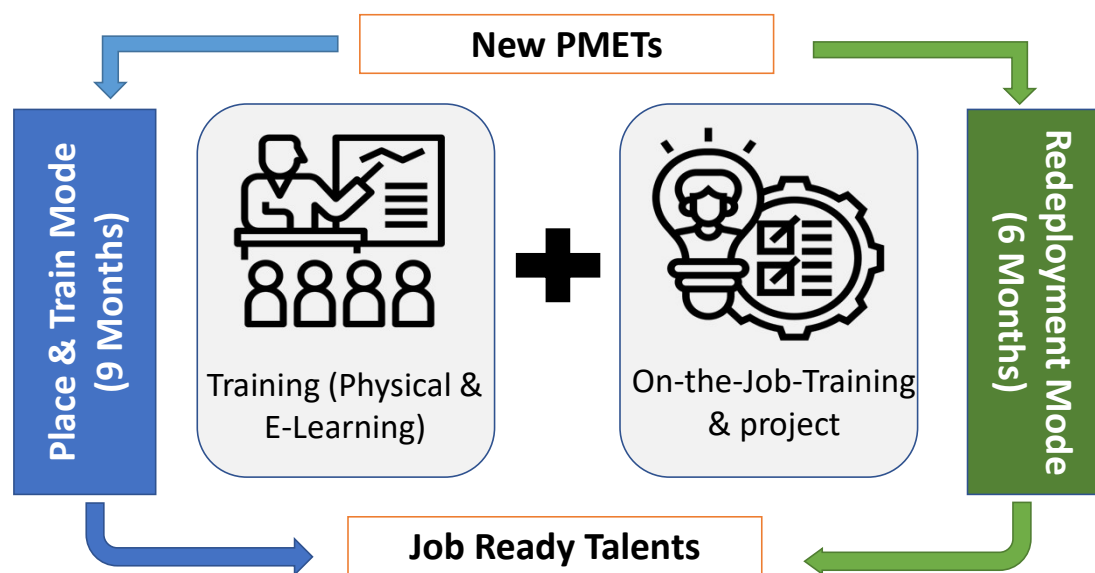 New PMETs
Place & Train Mode
(9 Months)
Training (Physical &
E-Learning)
On-the-Job-Training
& project
Redeployment Mode
(6 Months)
Job Ready Talents